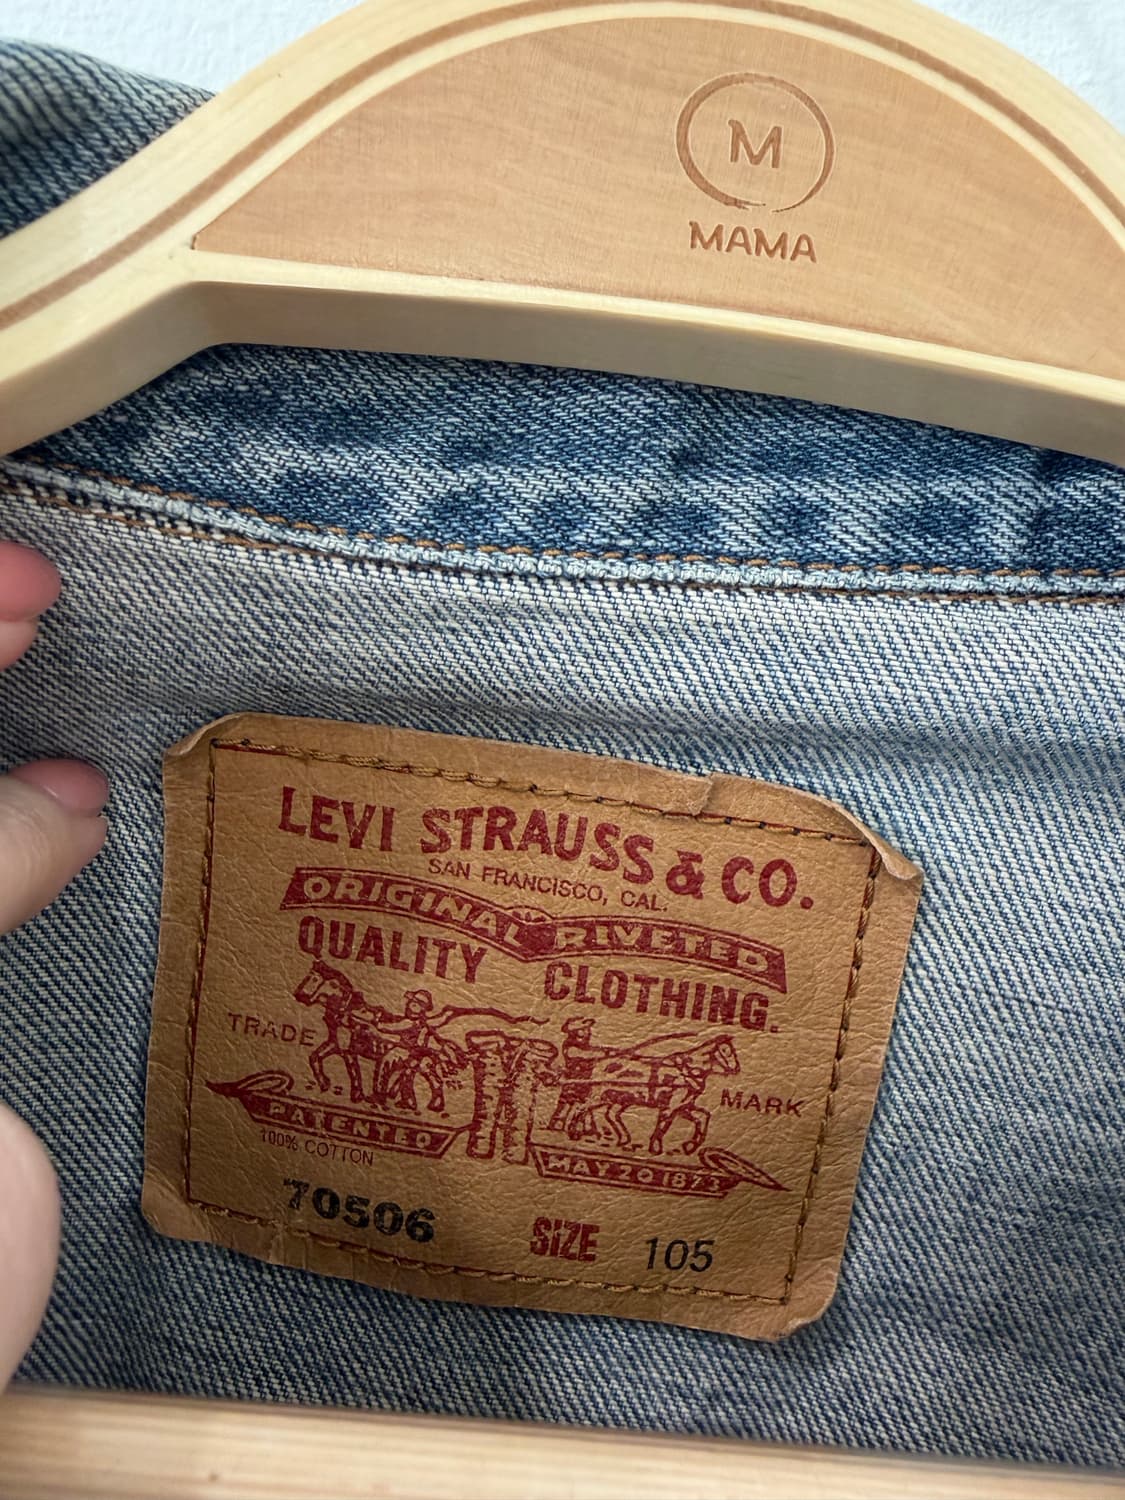 M
MAMA
LEVI STRAUSS & CO.
SAN FRANCISCO, CAL.
ORIGINAL RIVETED
QUALITY CLOTHING.
TRADE MARK
PATENTED MAY 20 1873
100% COTTON
70506 SIZE 105